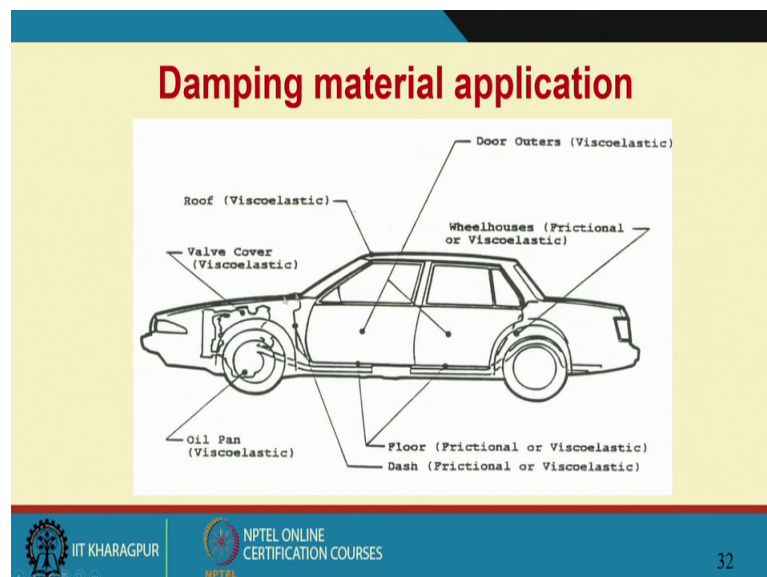 Damping material application
Door Outers (Viscoelastic)
Roof (Viscoelastic)
Wheelhouses (Frictional
or Viscoelastic)
Valve Cover
(Viscoelastic)
Oil Pan
(Viscoelastic)
Floor (Frictional or Viscoelastic)
Dash (Frictional or Viscoelastic)
IIT KHARAGPUR
NPTEL ONLINE
CERTIFICATION COURSES
NPTEL
32